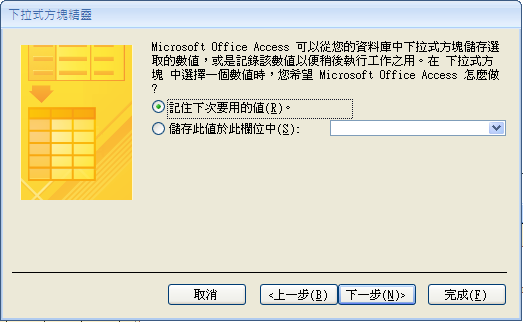 下拉式方塊精靈
Microsoft Office Access 可以從您的資料庫中下拉式方塊儲存選
取的數值，或是記錄該數值以便稍後執行工作之用。在 下拉式方
塊 中選擇一個數值時，您希望 Microsoft Office Access 怎麼做
?
記住下次要用的值(R)。
儲存此值於此欄位中(S):
取消 <上一步(B) 下一步(N)> 完成(F)